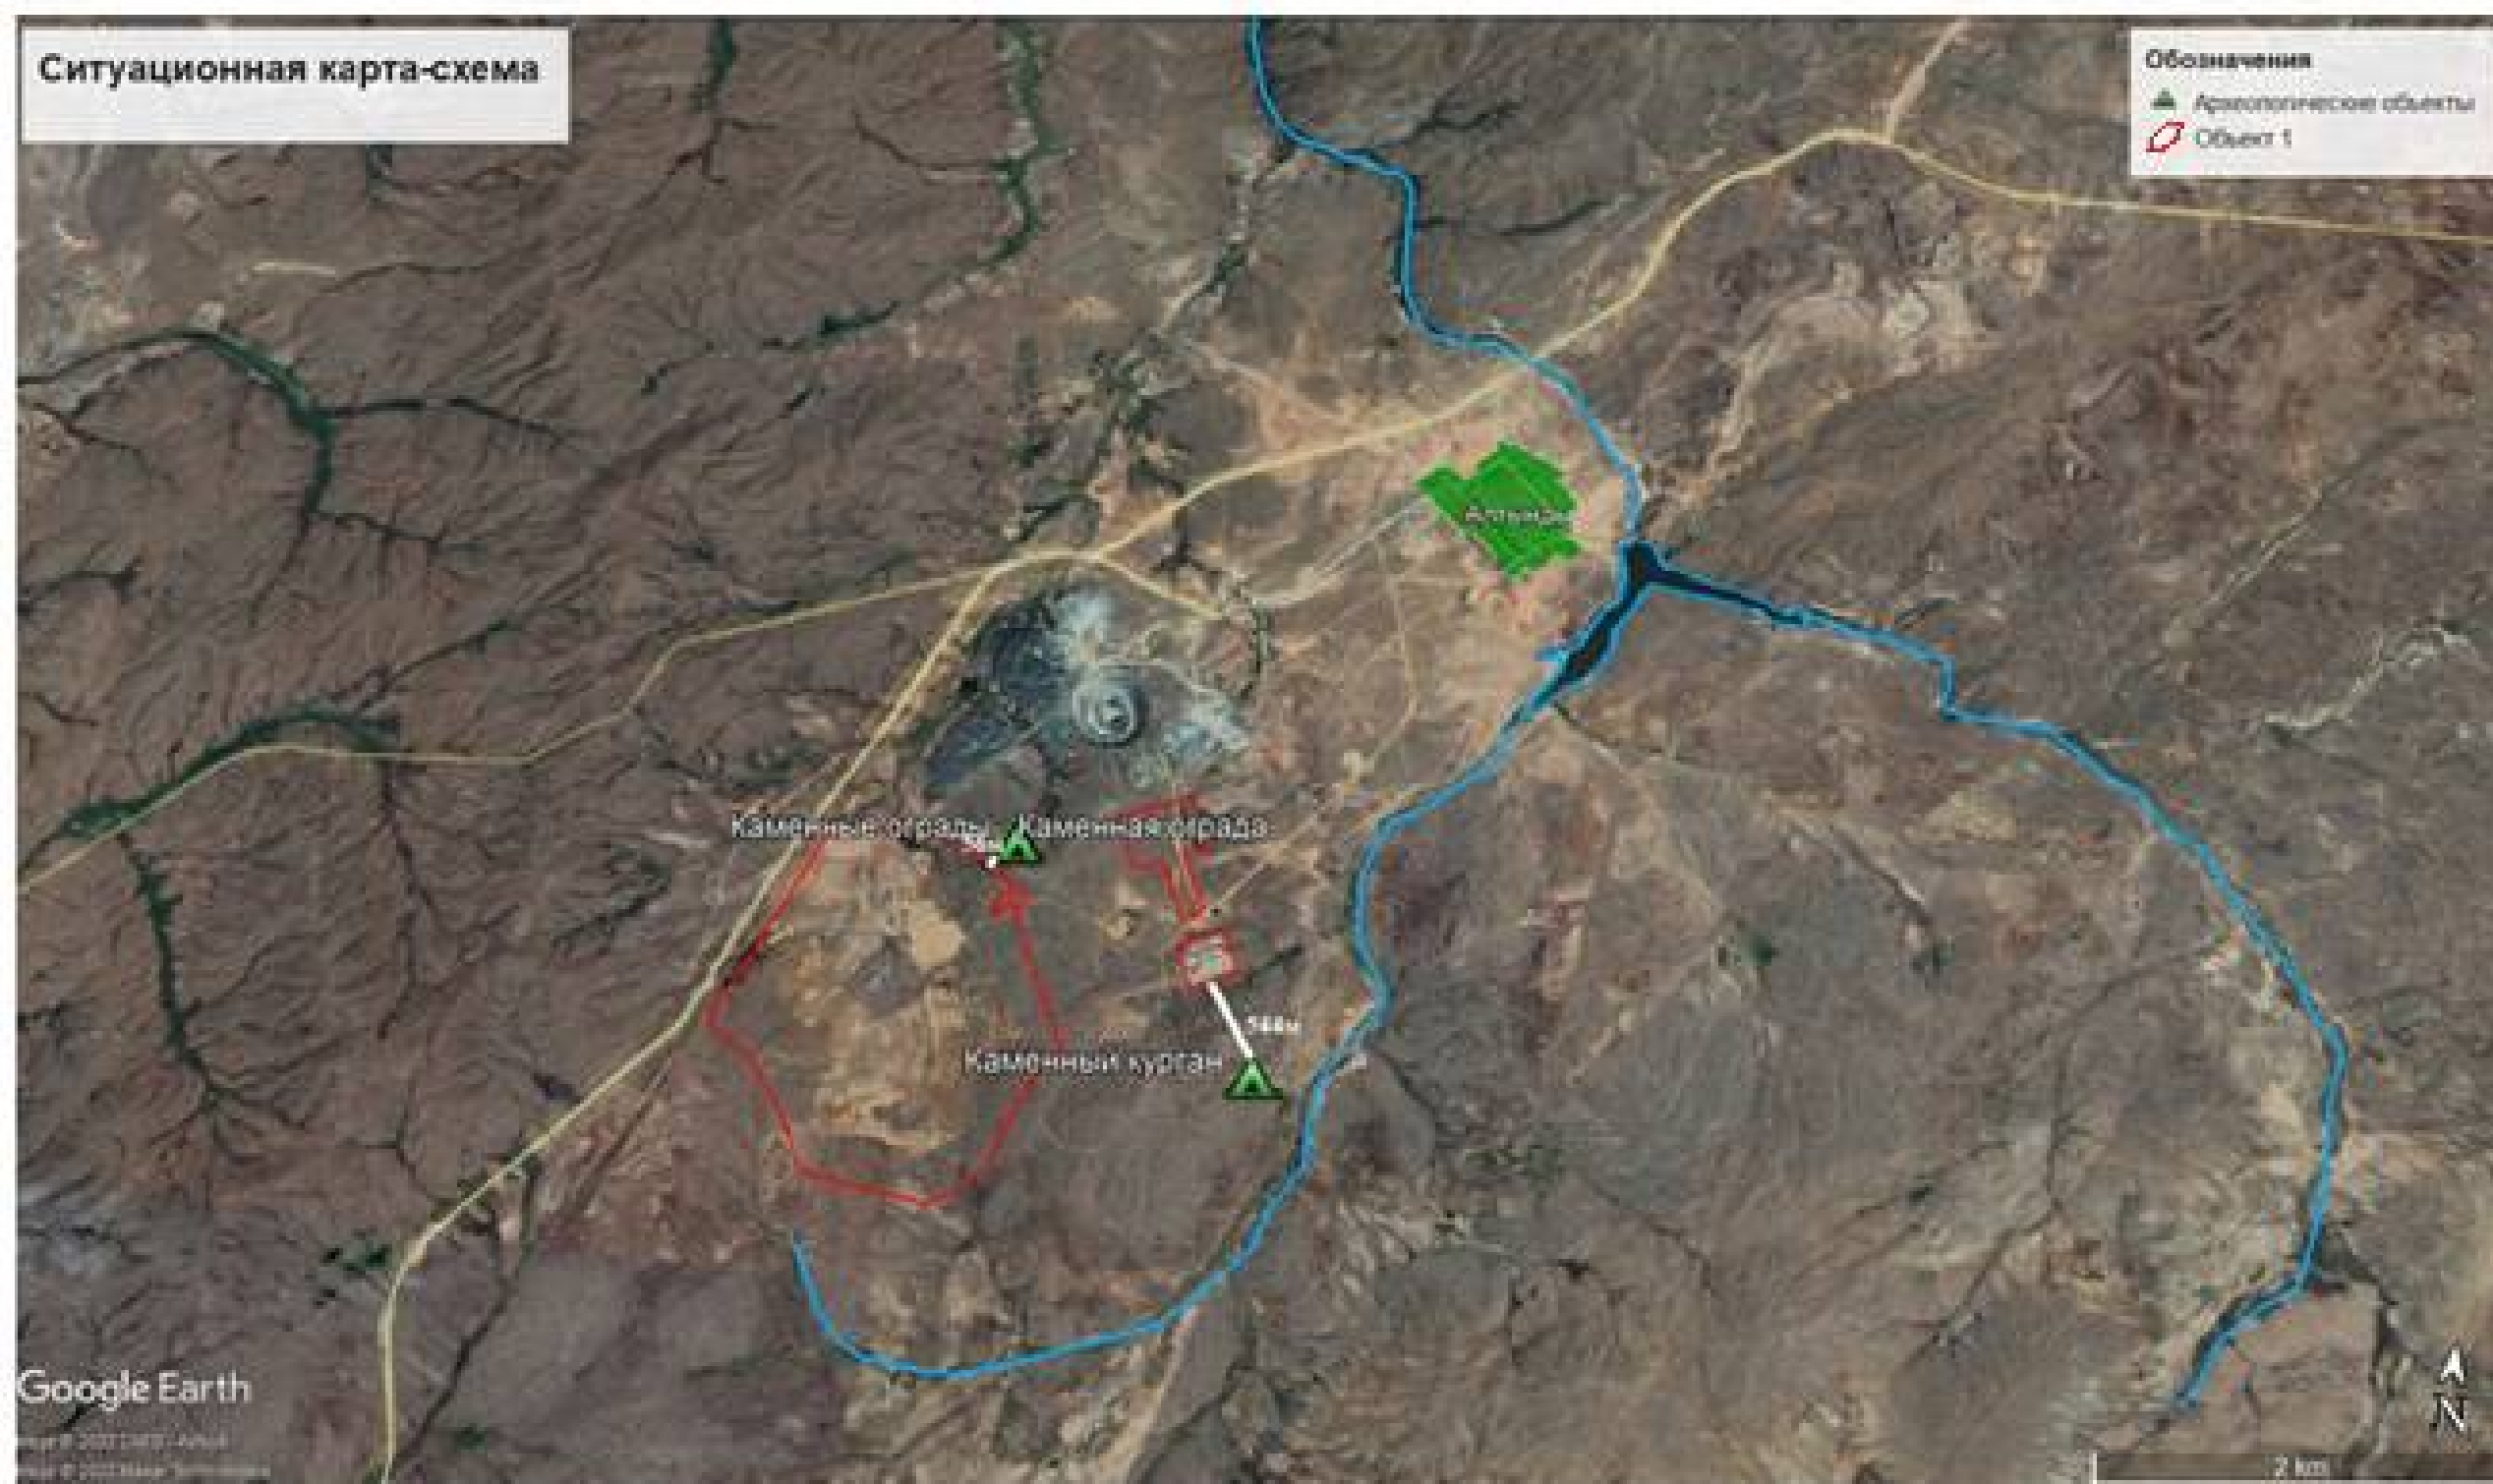 Ситуационная карта-схема
Обозначения
Археологические объекты
Объект 1
Каменные ограды
Каменная ограда
Каменный курган
Google Earth
2 km
N